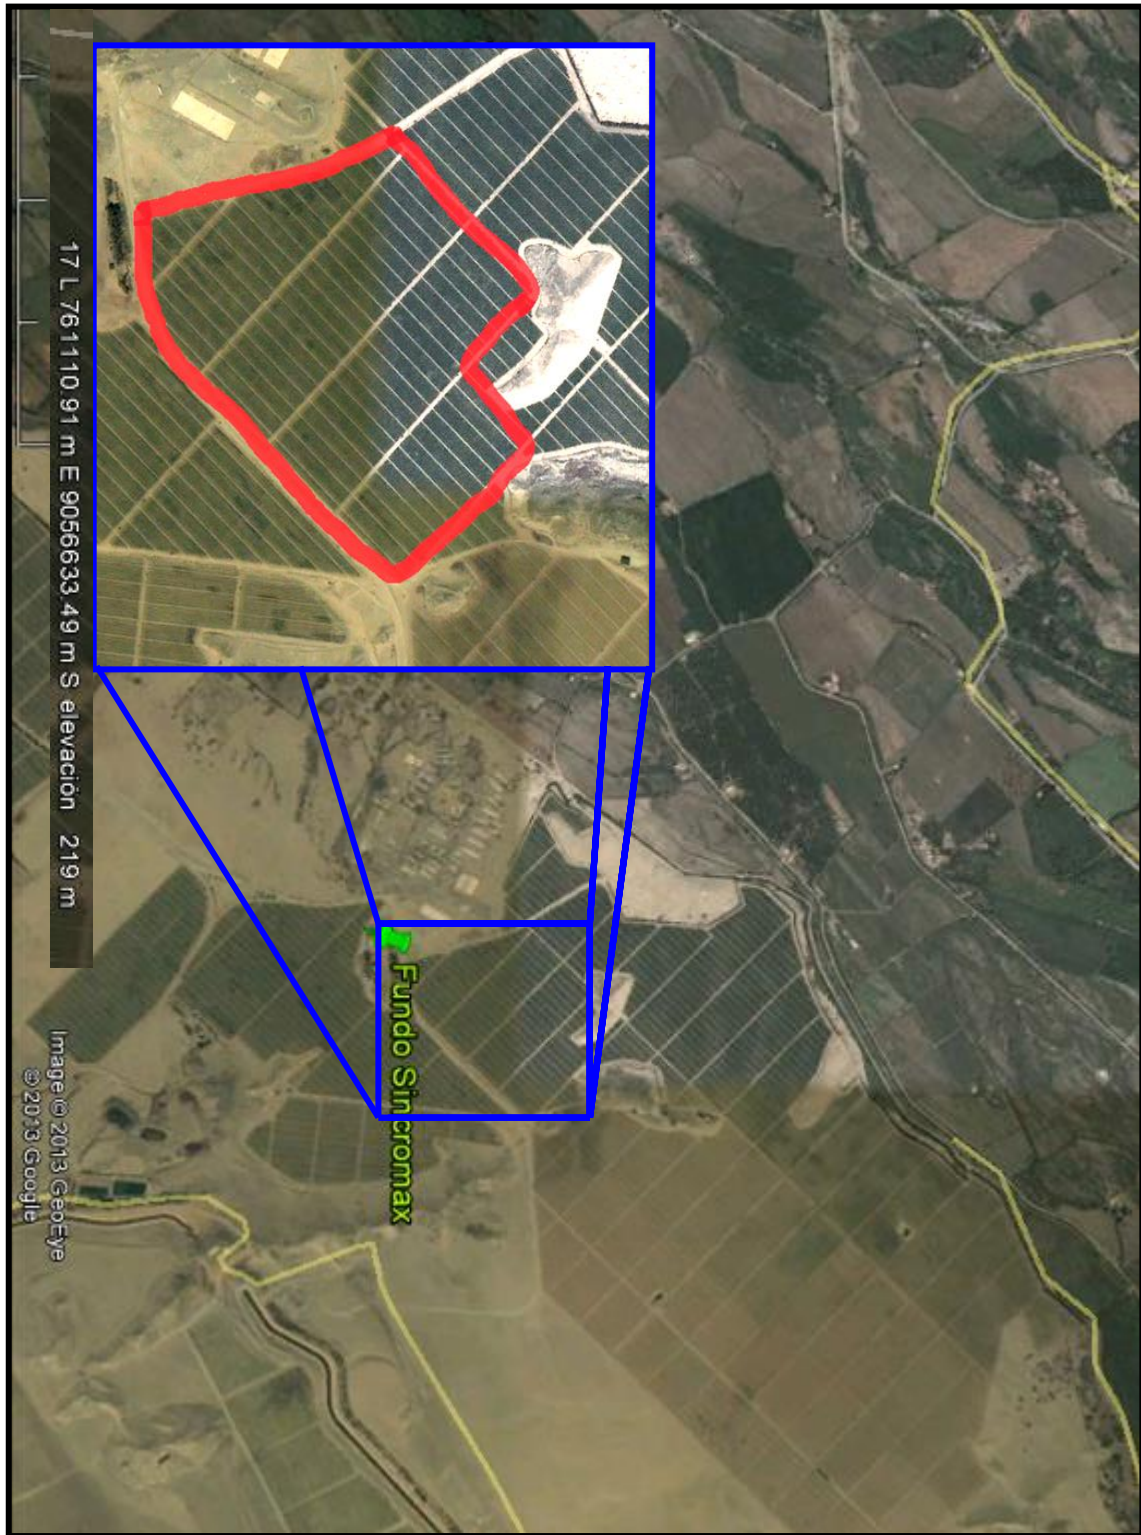 Fundo Sincromax
17 L 761110.91 m E 9056633.49 m S elevación 219 m
Image © 2013 GeoEye
© 2013 Google